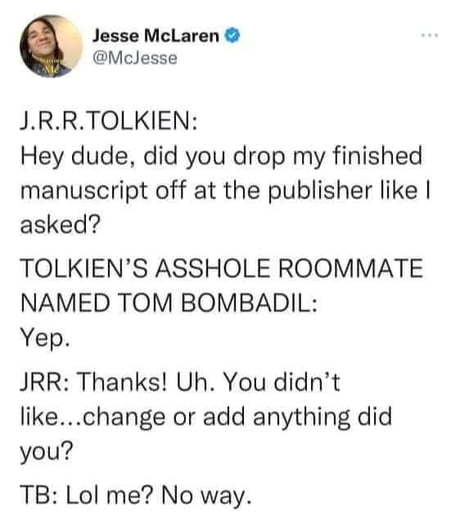 Jesse McLaren
@McJesse
J.R.R.TOLKIEN:
Hey dude, did you drop my finished
manuscript off at the publisher like I
asked?
TOLKIEN'S ASSHOLE ROOMMATE
NAMED TOM BOMBADIL:
Yep.
JRR: Thanks! Uh. You didn't
like...change or add anything did
you?
TB: Lol me? No way.